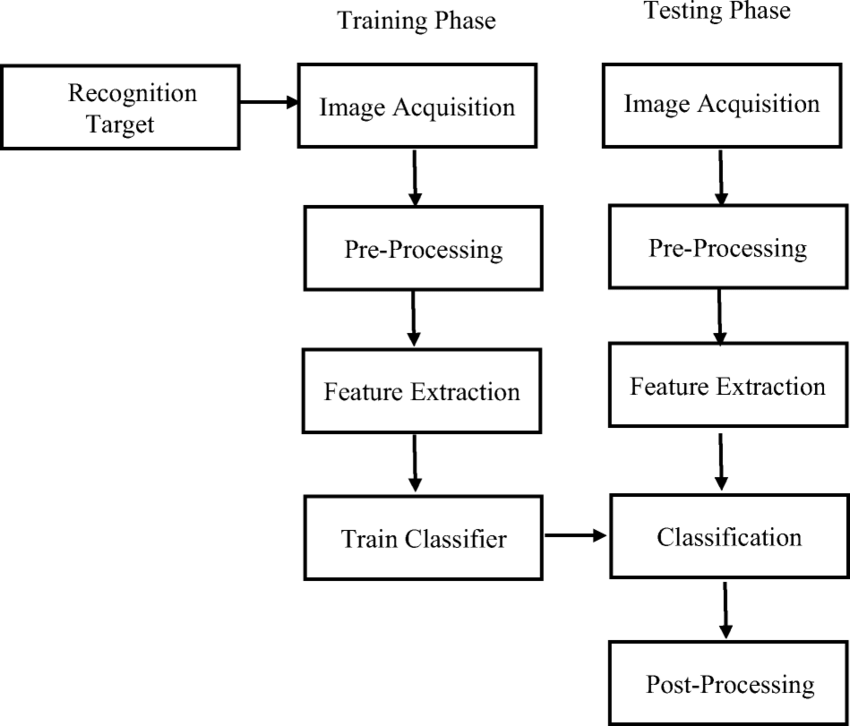 Training Phase
Testing Phase
Recognition
Target
Image Acquisition
Image Acquisition
Pre-Processing
Pre-Processing
Feature Extraction
Feature Extraction
Train Classifier
Classification
Post-Processing